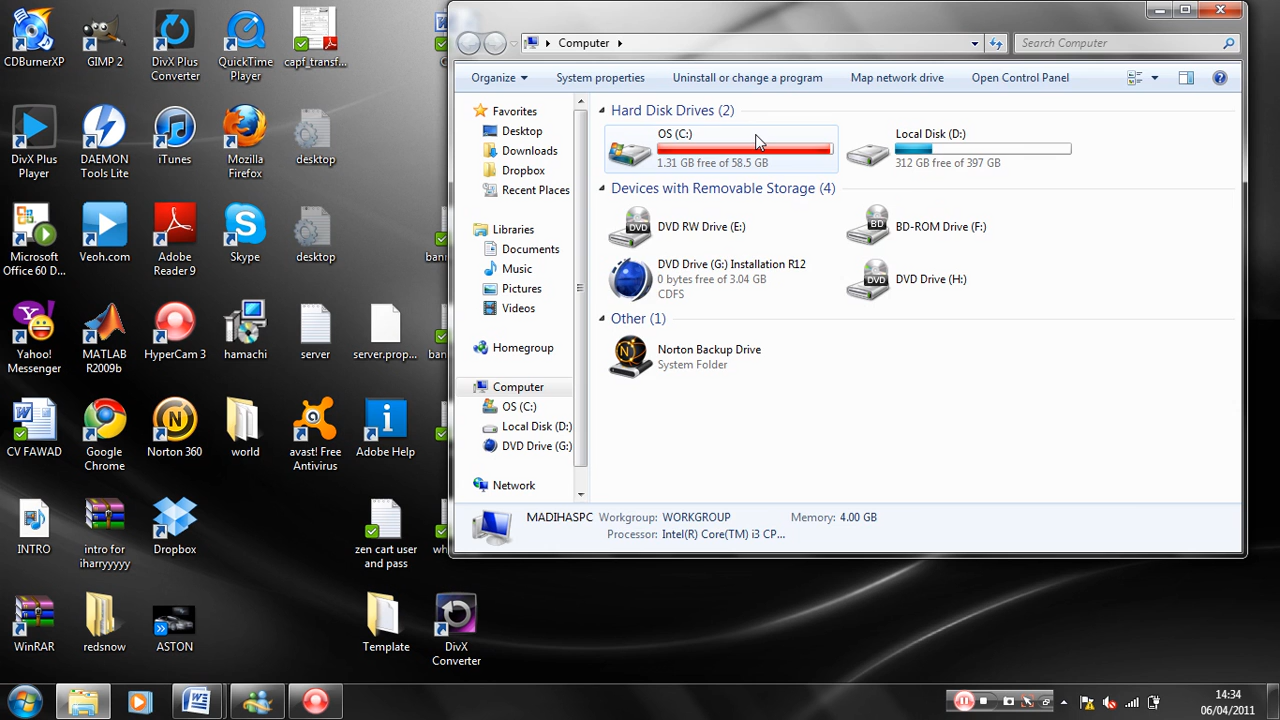 CDBurnerXP
GIMP 2
DivX Plus
Converter
QuickTime
Player
capf_transf...
DivX Plus
Player
DAEMON
Tools Lite
iTunes
Mozilla
Firefox
desktop
Microsoft
Office 60 D...
Veoh.com
Adobe
Reader 9
Skype
desktop
Yahoo!
Messenger
MATLAB
R2009b
HyperCam 3
hamachi
server
server.prop...
CV FAWAD
Google
Chrome
Norton 360
world
avast! Free
Antivirus
Adobe Help
INTRO
intro for
iharryyyyy
Dropbox
zen cart user
and pass
WinRAR
redsnow
ASTON
Template
DivX
Converter
Computer
Search Computer
Organize
System properties
Uninstall or change a program
Map network drive
Open Control Panel
Favorites
Desktop
Downloads
Dropbox
Recent Places
Libraries
Documents
Music
Pictures
Videos
Homegroup
Computer
OS (C:)
Local Disk (D:)
DVD Drive (G:)
Network
Hard Disk Drives (2)
OS (C:)
1.31 GB free of 58.5 GB
Local Disk (D:)
312 GB free of 397 GB
Devices with Removable Storage (4)
DVD
DVD RW Drive (E:)
BD
BD-ROM Drive (F:)
DVD Drive (G:) Installation R12
0 bytes free of 3.04 GB
CDFS
DVD
DVD Drive (H:)
Other (1)
Norton Backup Drive
System Folder
MADIHASPC
Workgroup: WORKGROUP
Memory: 4.00 GB
Processor: Intel(R) Core(TM) i3 CP...
14:34
06/04/2011